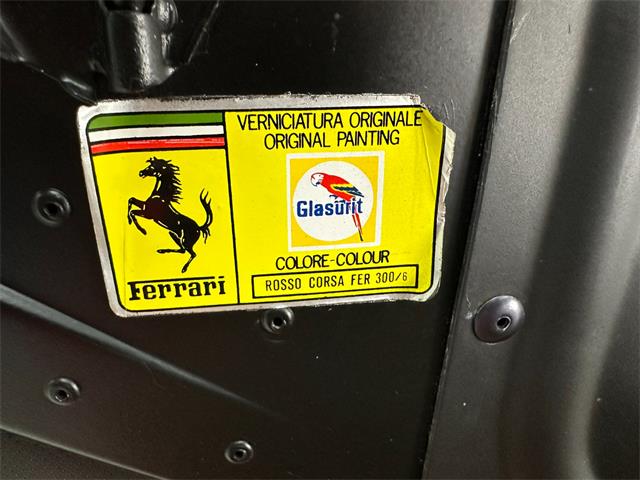 VERNICIATURA ORIGINALE
ORIGINAL PAINTING
Glasurit
COLORE-COLOUR
ROSSO CORSA FER 300/6
Ferrari